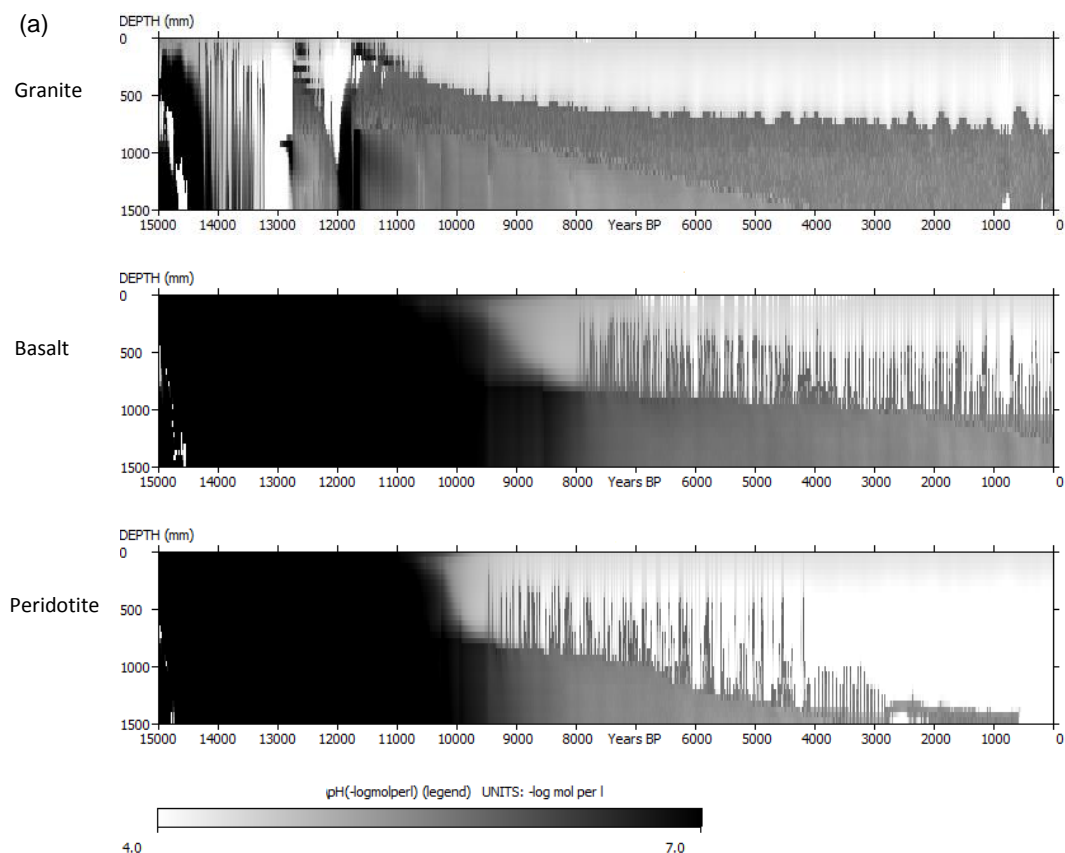 (a)
DEPTH (mm)
Granite
0
500
1000
1500
15000 14000 13000 12000 11000 10000 9000 8000 Years BP 6000 5000 4000 3000 2000 1000 0
DEPTH (mm)
Basalt
0
500
1000
1500
15000 14000 13000 12000 11000 10000 9000 8000 Years BP 6000 5000 4000 3000 2000 1000 0
DEPTH (mm)
Peridotite
0
500
1000
1500
15000 14000 13000 12000 11000 10000 9000 8000 Years BP 6000 5000 4000 3000 2000 1000 0
\pH(-logmolperl) (legend) UNITS: -log mol per l
4.0 7.0